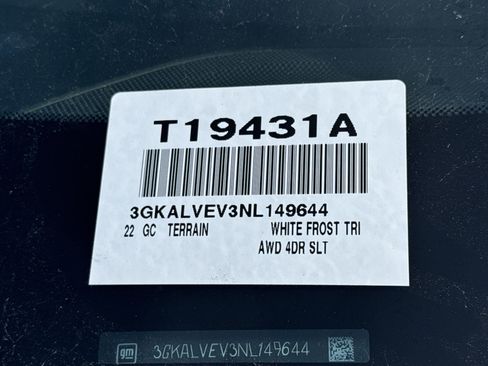 T19431A
3GKALVEV3NL149644
22 GC TERRAIN WHITE FROST TRI
AWD 4DR SLT
gm 3GKALVEV3NL149644